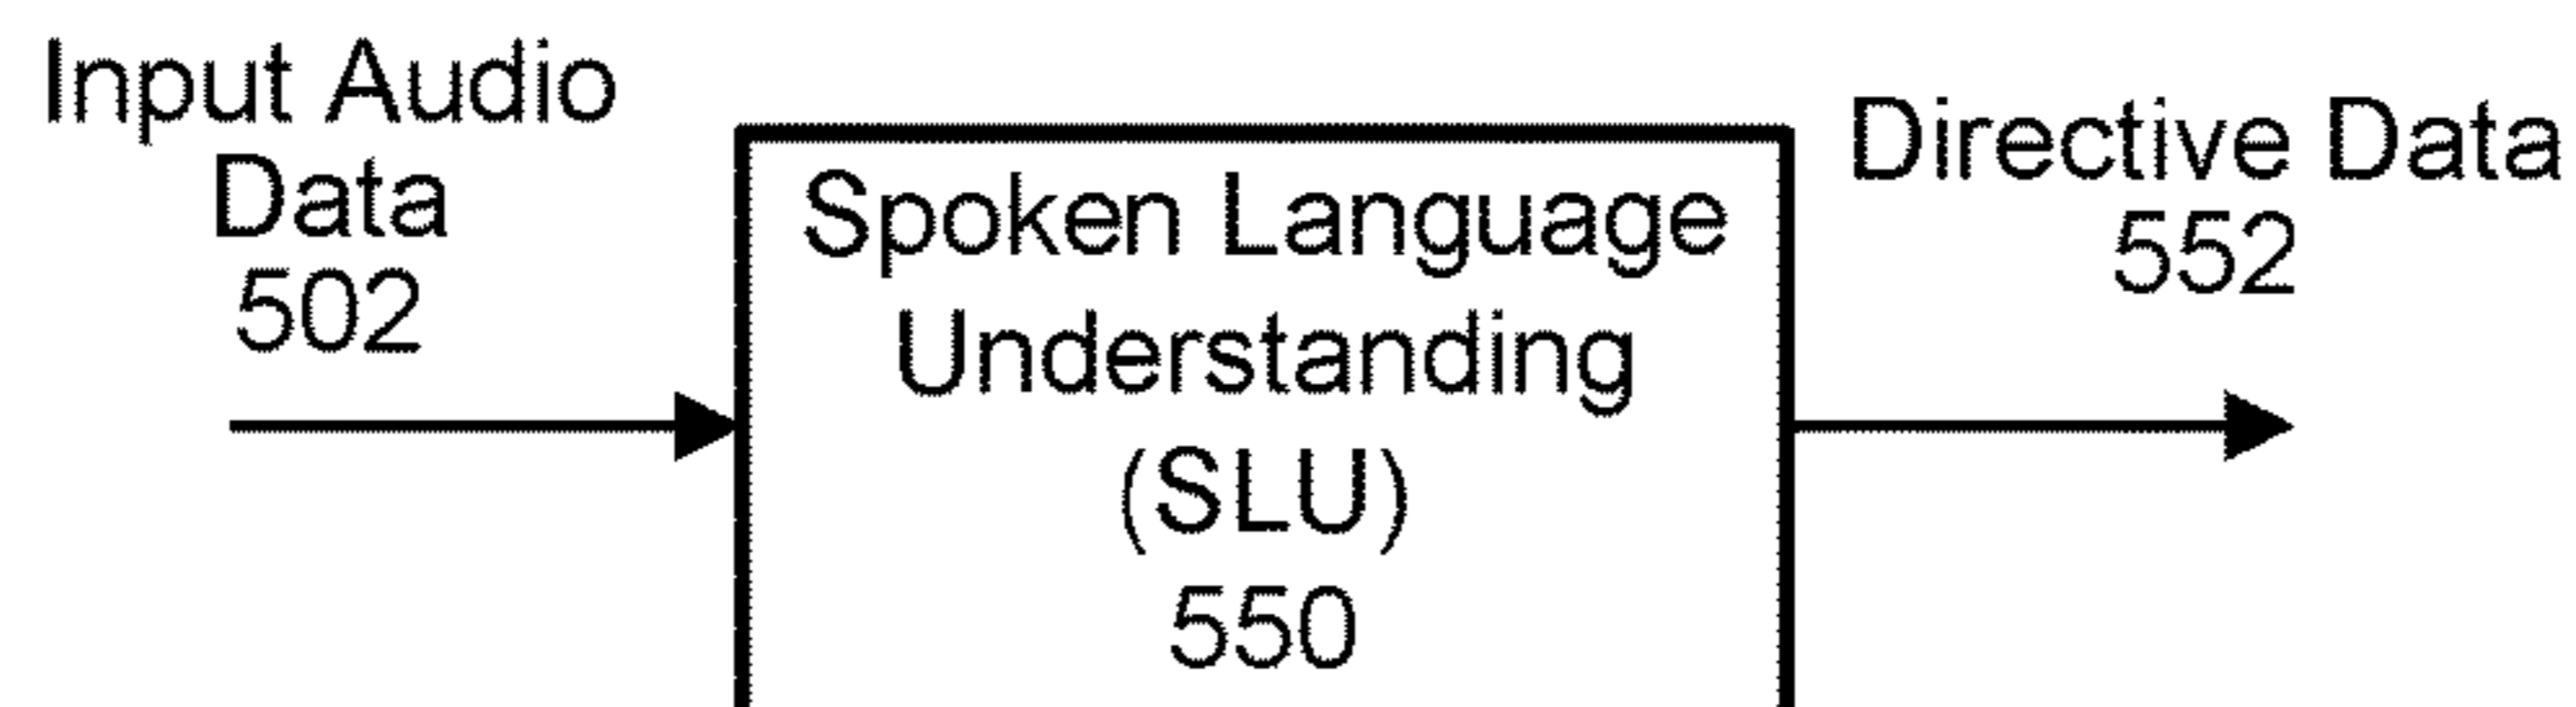 Input Audio
Data
502
Spoken Language
Understanding
(SLU)
550
Directive Data
552